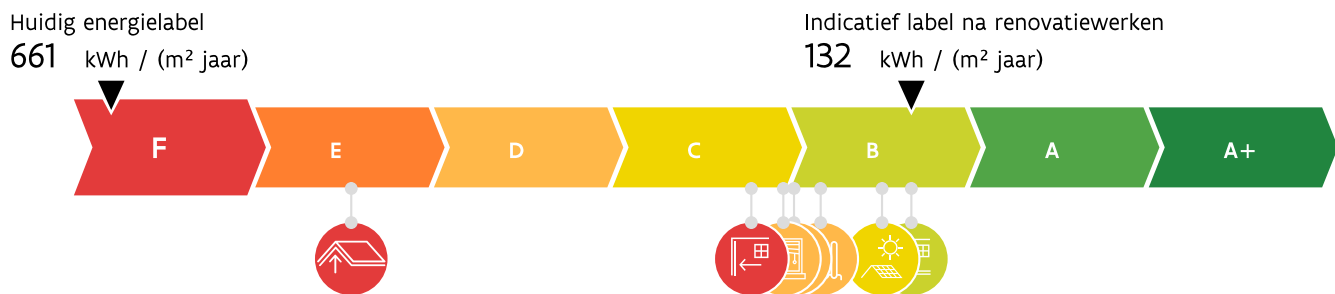 Huidig energielabel
661 kWh / (m² jaar)
Indicatief label na renovatiewerken
132 kWh / (m² jaar)
F
E
D
C
B
A
A+